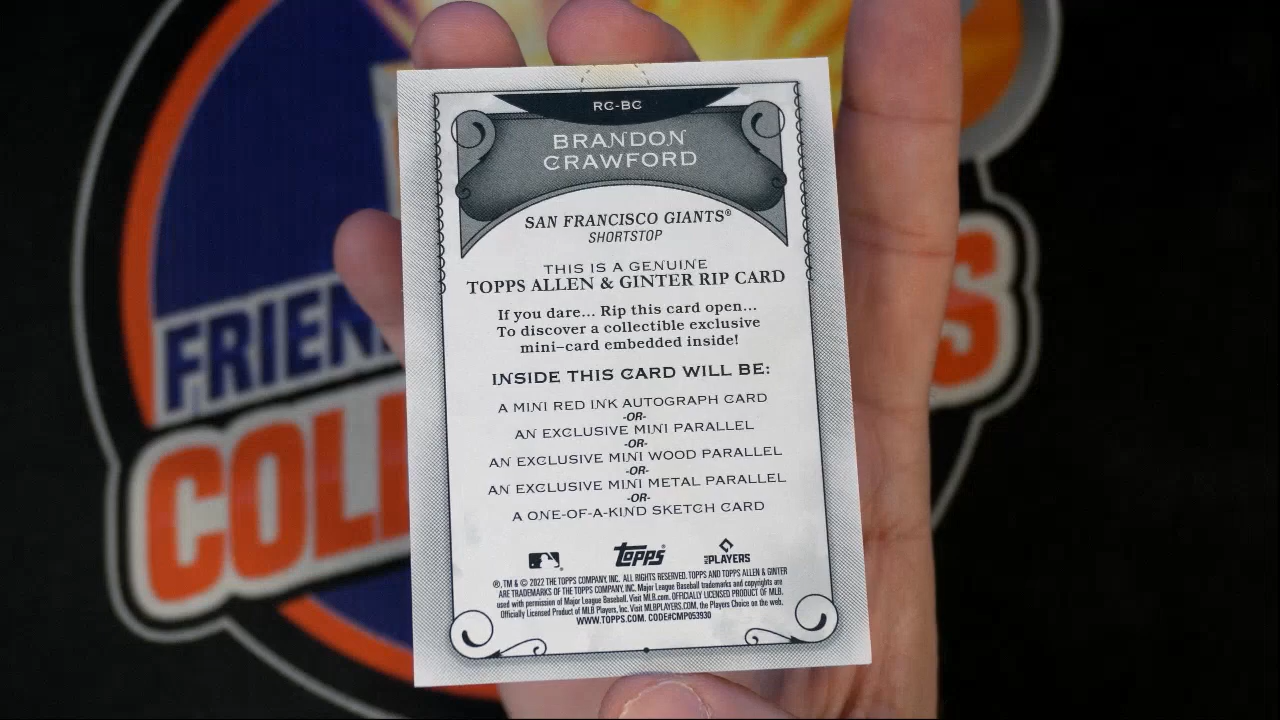 RC-BC
BRANDON
CRAWFORD
SAN FRANCISCO GIANTS®
SHORTSTOP
THIS IS A GENUINE
TOPPS ALLEN & GINTER RIP CARD
If you dare... Rip this card open...
To discover a collectible exclusive
mini-card embedded inside!
INSIDE THIS CARD WILL BE:
A MINI RED INK AUTOGRAPH CARD
-OR-
AN EXCLUSIVE MINI PARALLEL
-OR-
AN EXCLUSIVE MINI WOOD PARALLEL
-OR-
AN EXCLUSIVE MINI METAL PARALLEL
-OR-
A ONE-OF-A-KIND SKETCH CARD
Topps
PLAYERS
®, TM & © 2022 THE TOPPS COMPANY, INC. ALL RIGHTS RESERVED. TOPPS AND TOPPS ALLEN & GINTER
ARE TRADEMARKS OF THE TOPPS COMPANY, INC. Major League Baseball trademarks and copyrights are
used with permission of Major League Baseball. Visit MLB.com. OFFICIALLY LICENSED PRODUCT OF MLB.
Officially Licensed Product of MLB Players, Inc. Visit MLBPLAYERS.COM, the Players Choice on the web.
WWW.TOPPS.COM. CODE#CMP053930
FRIEN
COLL
S